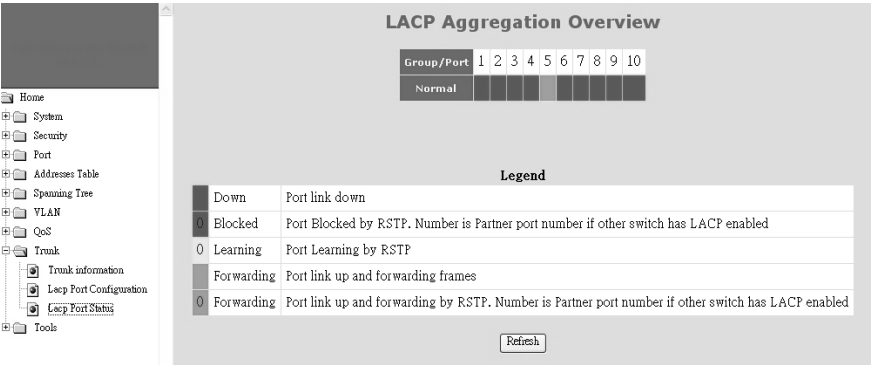 LACP Aggregation Overview
Group/Port 1 2 3 4 5 6 7 8 9 10
Normal
Home
System
Security
Port
Addresses Table
Spanning Tree
VLAN
QoS
Trunk
Trunk information
Lacp Port Configuration
Lacp Port Status
Tools
Legend
Down Port link down
0 Blocked Port Blocked by RSTP. Number is Partner port number if other switch has LACP enabled
0 Learning Port Learning by RSTP
Forwarding Port link up and forwarding frames
0 Forwarding Port link up and forwarding by RSTP. Number is Partner port number if other switch has LACP enabled
Refresh